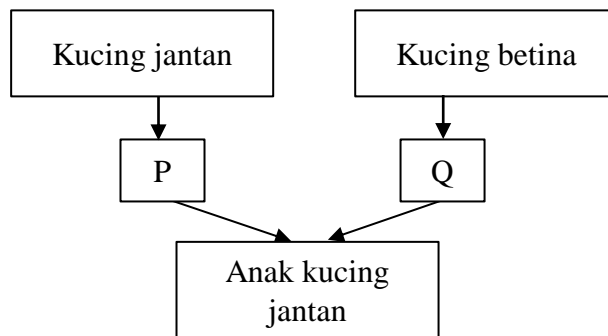 Kucing jantan
Kucing betina
P
Q
Anak kucing
jantan